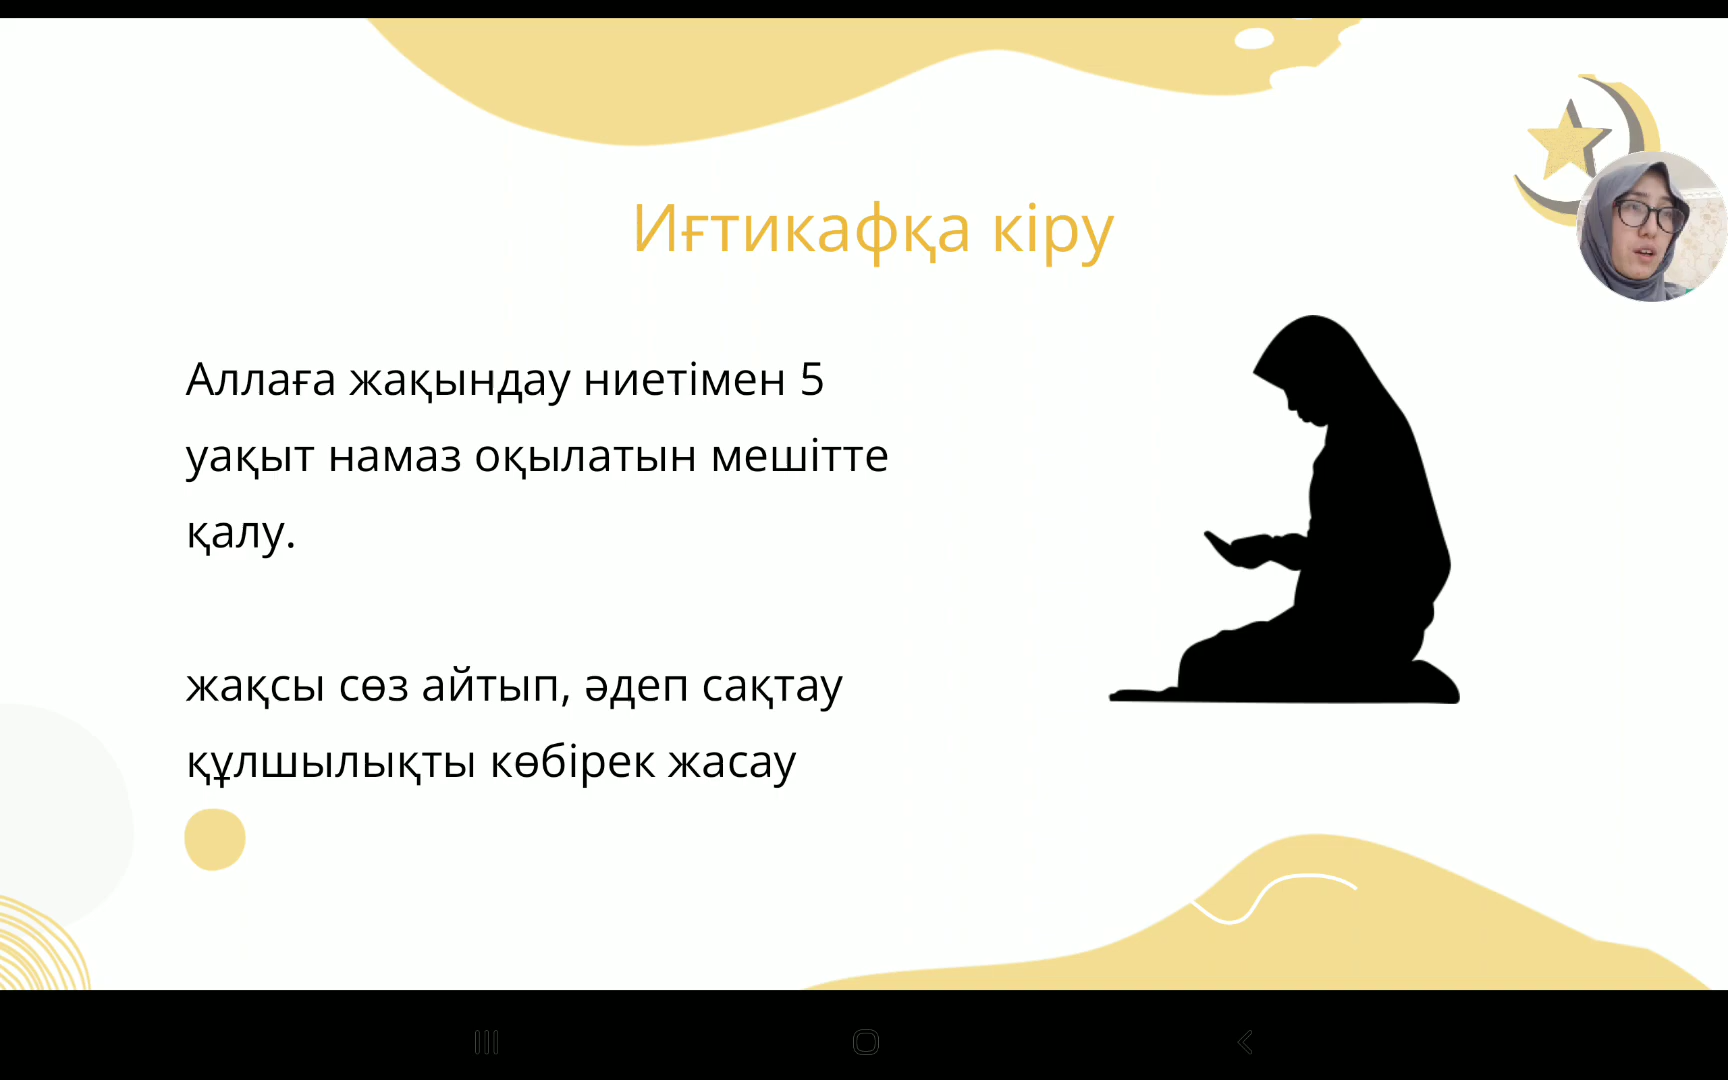 Иғтикафқа кіру
Аллаға жақындау ниетімен 5
уақыт намаз оқылатын мешітте
қалу.
жақсы сөз айтып, әдеп сақтау
құлшылықты көбірек жасау